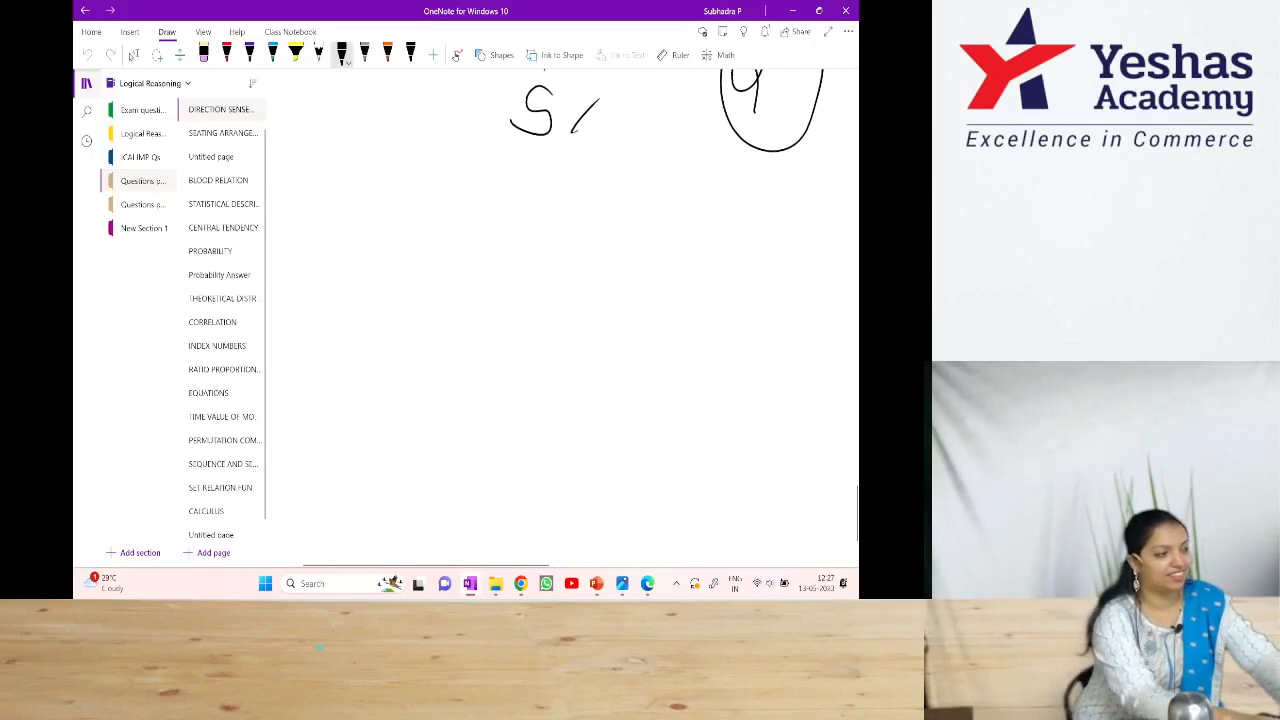 OneNote for Windows 10
Subhadra P
Home Insert Draw View Help Class Notebook
Share
Shapes Ink to Shape Ink to Text Ruler Math
Logical Reasoning
Exam questi...
Logical Reas...
ICAI IMP Qs
Questions p...
Questions p...
New Section 1
DIRECTION SENSE...
SEATING ARRANGE...
Untitled page
BLOOD RELATION
STATISTICAL DESCRI...
CENTRAL TENDENCY
PROBABILITY
Probability Answer
THEORETICAL DISTR
CORRELATION
INDEX NUMBERS
RATIO PROPORTION...
EQUATIONS
TIME VALUE OF MO...
PERMUTATION COM...
SEQUENCE AND SE...
SET RELATION FUN.
CALCULUS
Untitled page
Add section
Add page
S
4
1
29°C
Cloudy
Search
ENG
IN
12:27
13-05-2023
Yeshas
Academy
Excellence in Commerce